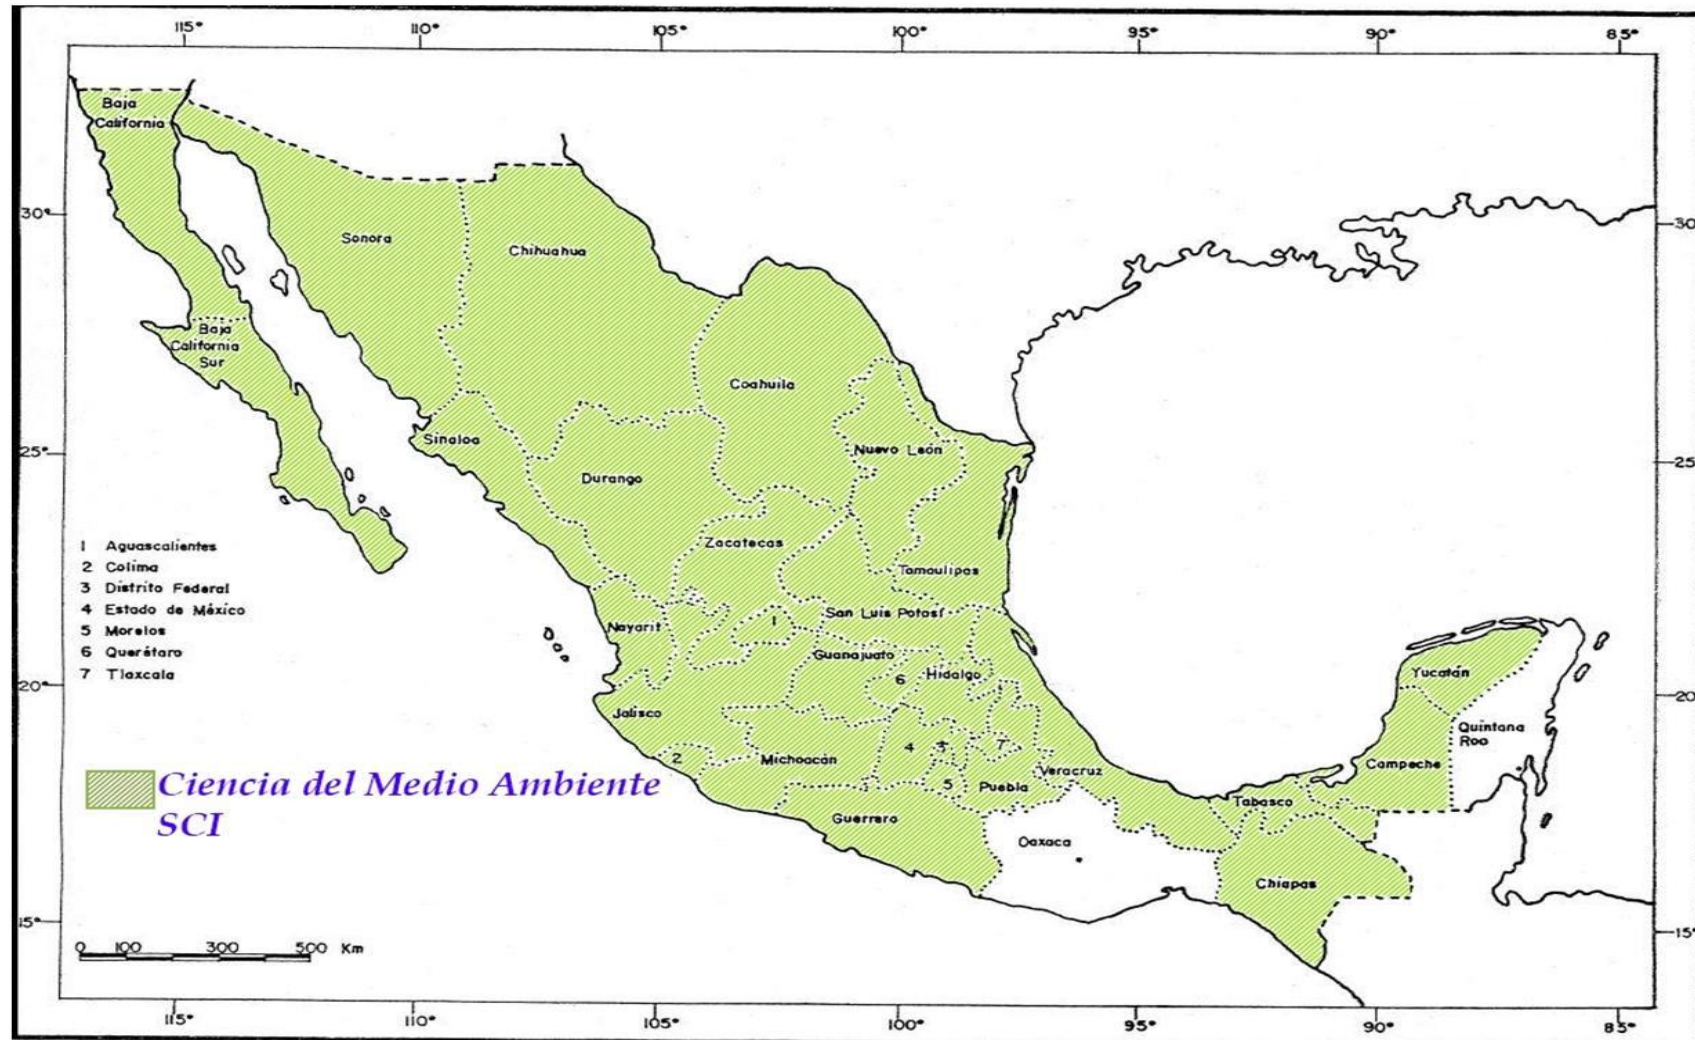 115° 110° 105° 100° 95° 90° 85°
Baja
California
30° 30°
Sonora
Chihuahua
Baja
California
Sur
Coahuila
Sinaloa
Nuevo León
25° 25°
Durango
Zacatecas
Tamaulipas
1 Aguascalientes
2 Colima
3 Distrito Federal
4 Estado de México
5 Morelos
6 Querétaro
7 Tlaxcala
San Luis Potosí
1
Nayarit
Guanajuato
Hidalgo
6
Yucatán
20° 20°
Jalisco
Quintana
Roo
4 3 7
2
Michoacán
Veracruz
Campeche
5
Puebla
Tabasco
Ciencia del Medio Ambiente
SCI
Guerrero
Oaxaca
Chiapas
15° 15°
0 100 300 500 Km
115° 110° 105° 100° 95° 90° 85°